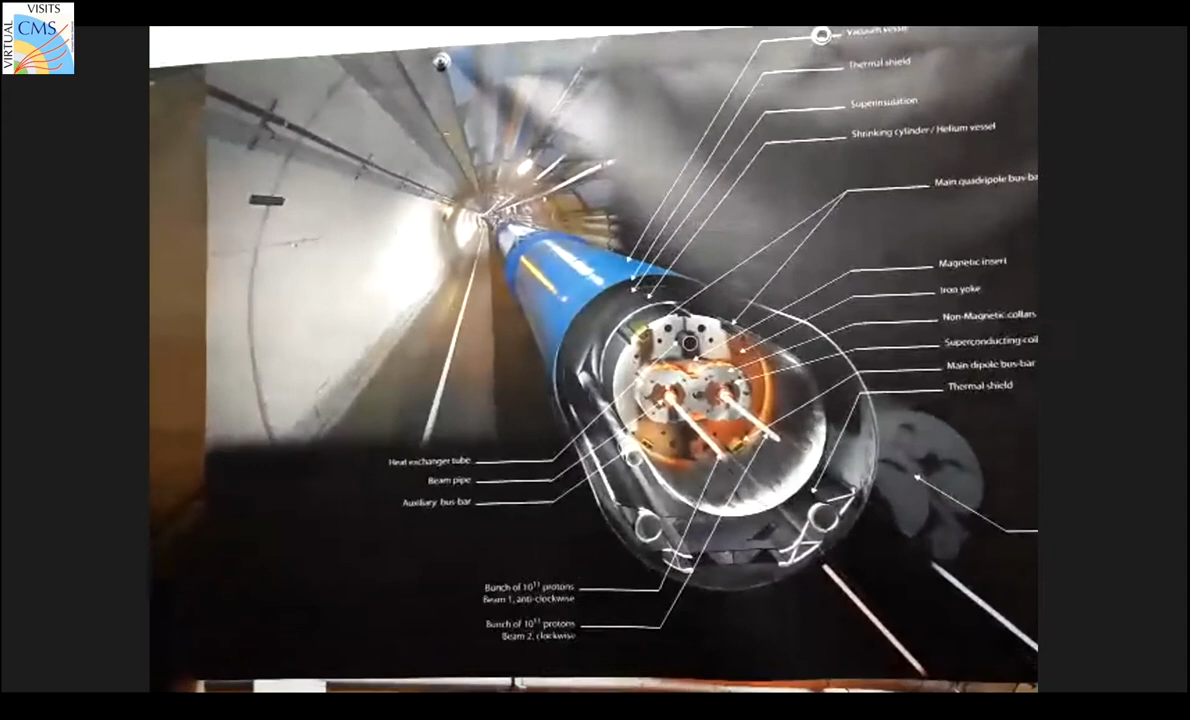 VISITS
CMS
VIRTUAL
Vacuum vessel
Thermal shield
Superinsulation
Shrinking cylinder / Helium vessel
Main quadripole bus-ba
Magnetic insert
Iron yoke
Non-Magnetic collars
Superconducting coil
Main dipole bus-bar
Thermal shield
Heat exchanger tube
Beam pipe
Auxiliary bus-bar
Bunch of 10¹¹ protons
Beam 1, anti-clockwise
Bunch of 10¹¹ protons
Beam 2, clockwise